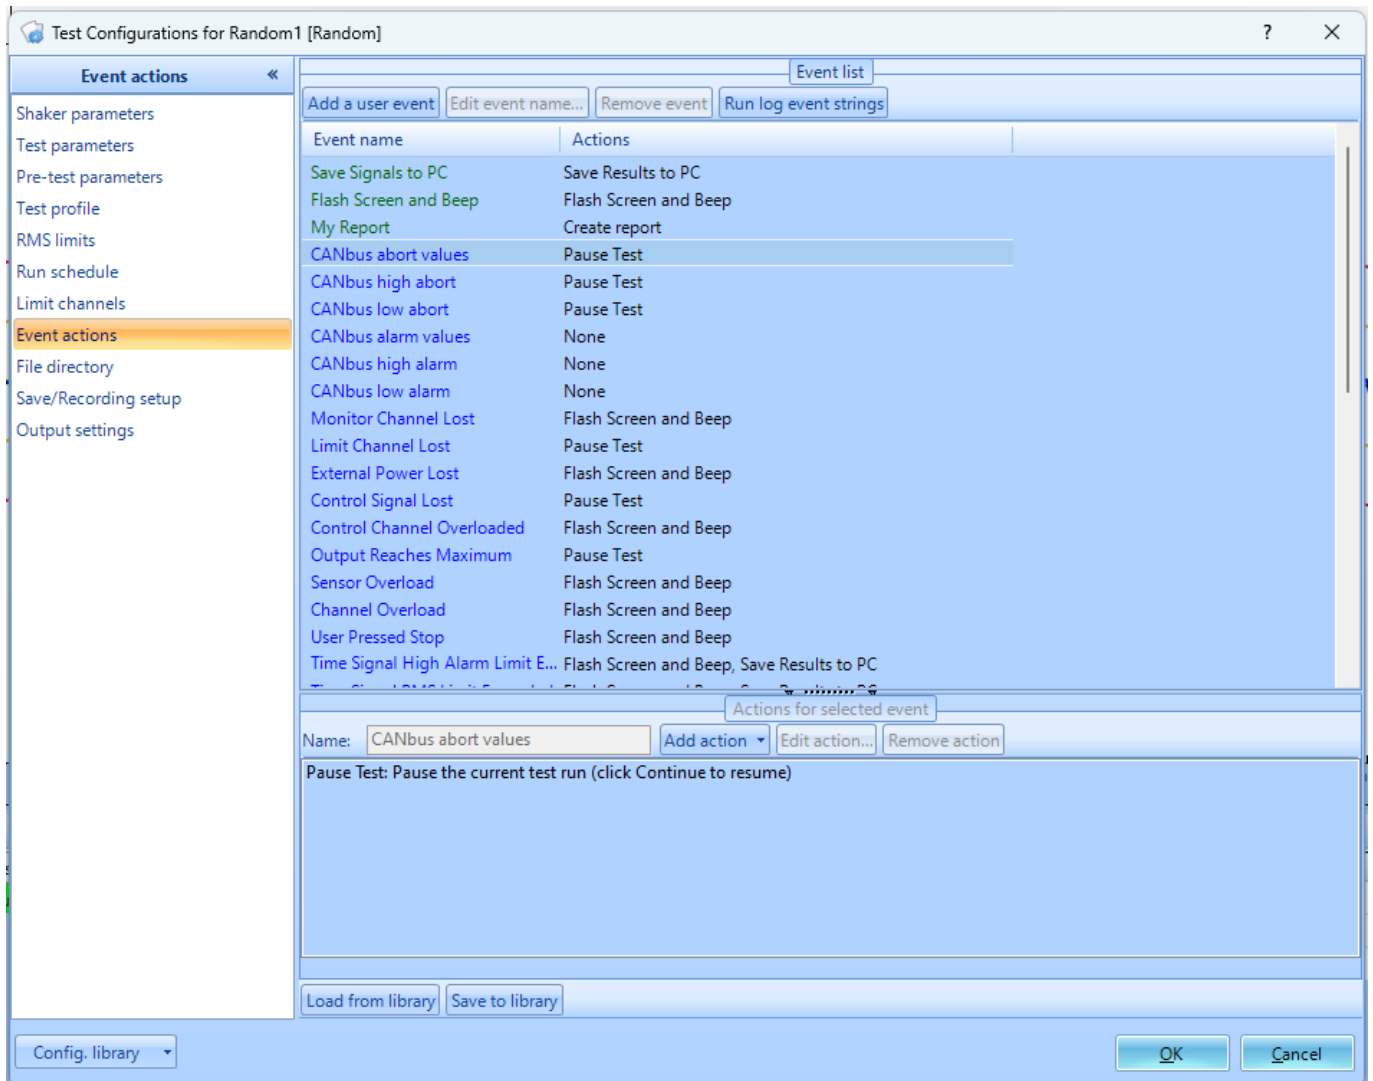 Test Configurations for Random1 [Random]
?
Event actions «
Shaker parameters
Test parameters
Pre-test parameters
Test profile
RMS limits
Run schedule
Limit channels
Event actions
File directory
Save/Recording setup
Output settings
Event list
Add a user event Edit event name... Remove event Run log event strings
Event name Actions
Save Signals to PC Save Results to PC
Flash Screen and Beep Flash Screen and Beep
My Report Create report
CANbus abort values Pause Test
CANbus high abort Pause Test
CANbus low abort Pause Test
CANbus alarm values None
CANbus high alarm None
CANbus low alarm None
Monitor Channel Lost Flash Screen and Beep
Limit Channel Lost Pause Test
External Power Lost Flash Screen and Beep
Control Signal Lost Pause Test
Control Channel Overloaded Flash Screen and Beep
Output Reaches Maximum Pause Test
Sensor Overload Flash Screen and Beep
Channel Overload Flash Screen and Beep
User Pressed Stop Flash Screen and Beep
Time Signal High Alarm Limit E... Flash Screen and Beep, Save Results to PC
Actions for selected event
Name: CANbus abort values Add action Edit action... Remove action
Pause Test: Pause the current test run (click Continue to resume)
Load from library Save to library
Config. library OK Cancel